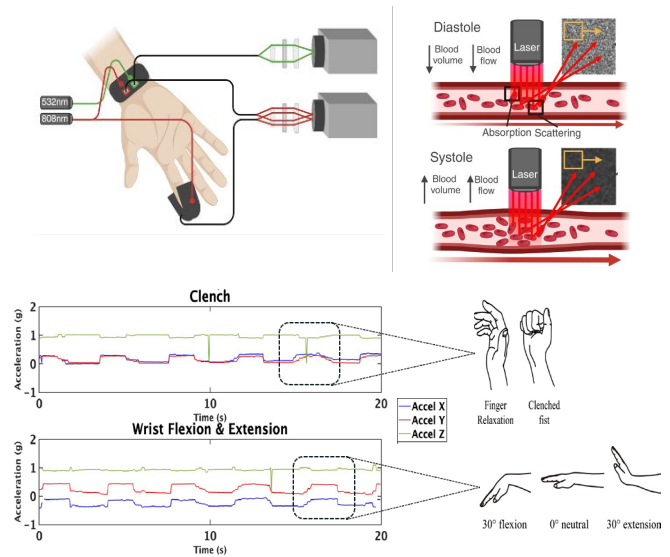 532nm
808nm
Diastole
Blood
volume
Blood
flow
Laser
Absorption Scattering
Systole
Blood
volume
Blood
flow
Laser
Clench
Acceleration (g)
2
1
0
-1
0
10
20
Time (s)
Accel X
Accel Y
Accel Z
Finger
Relaxation
Clenched
fist
Wrist Flexion & Extension
Acceleration (g)
2
1
0
-1
0
10
20
Time (s)
30° flexion
0° neutral
30° extension